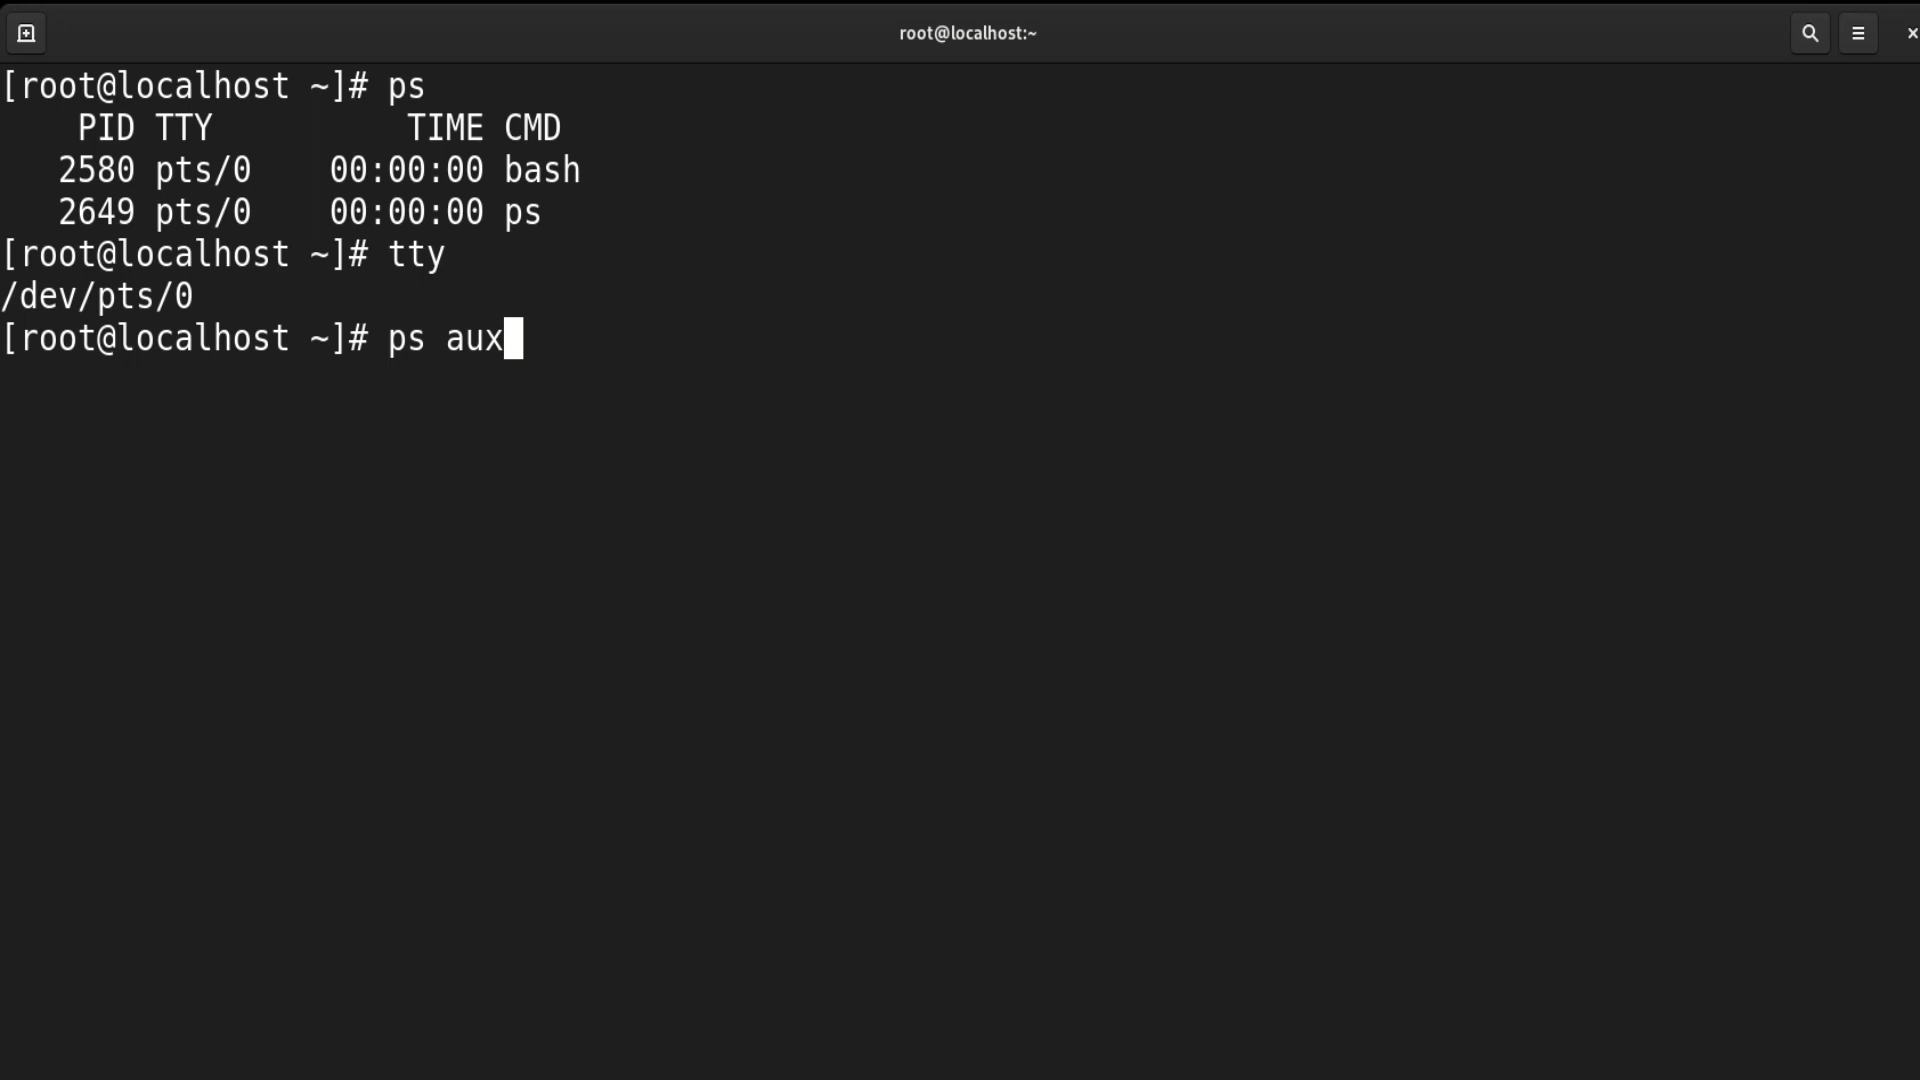 root@localhost:~
[root@localhost ~]# ps
    PID TTY          TIME CMD
   2580 pts/0    00:00:00 bash
   2649 pts/0    00:00:00 ps
[root@localhost ~]# tty
/dev/pts/0
[root@localhost ~]# ps aux